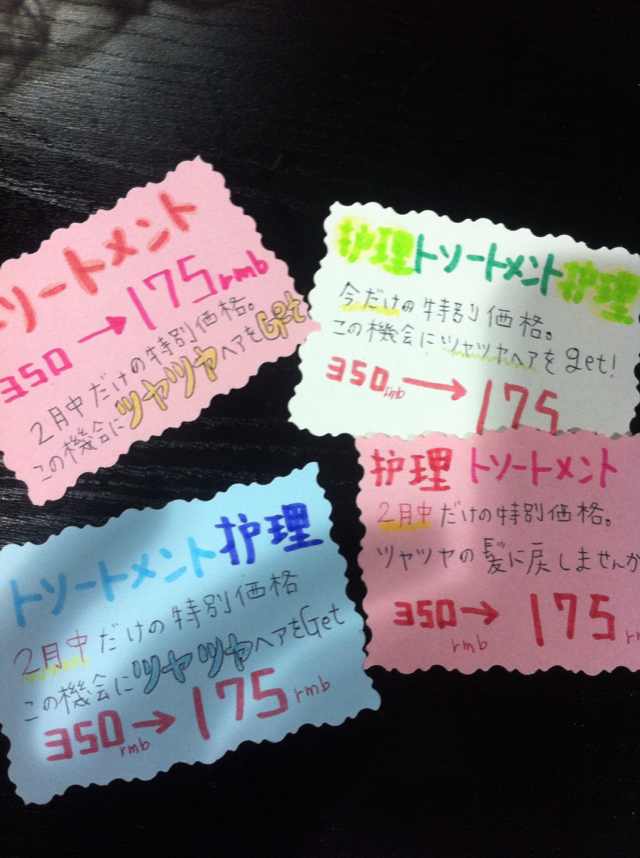 トソートメント
350→175rmb
2月中だけの特別価格。
この機会にツヤツヤヘアをGet
护理トソートメント护理
今だけの特別価格。
この機会にツヤツヤヘアをget!
350rmb→175
トソートメント护理
2月中だけの特別価格
この機会にツヤツヤヘアをGet
350rmb→175rmb
护理トソートメント
2月中だけの特別価格。
ツヤツヤの髪に戻しませんか
350rmb→175